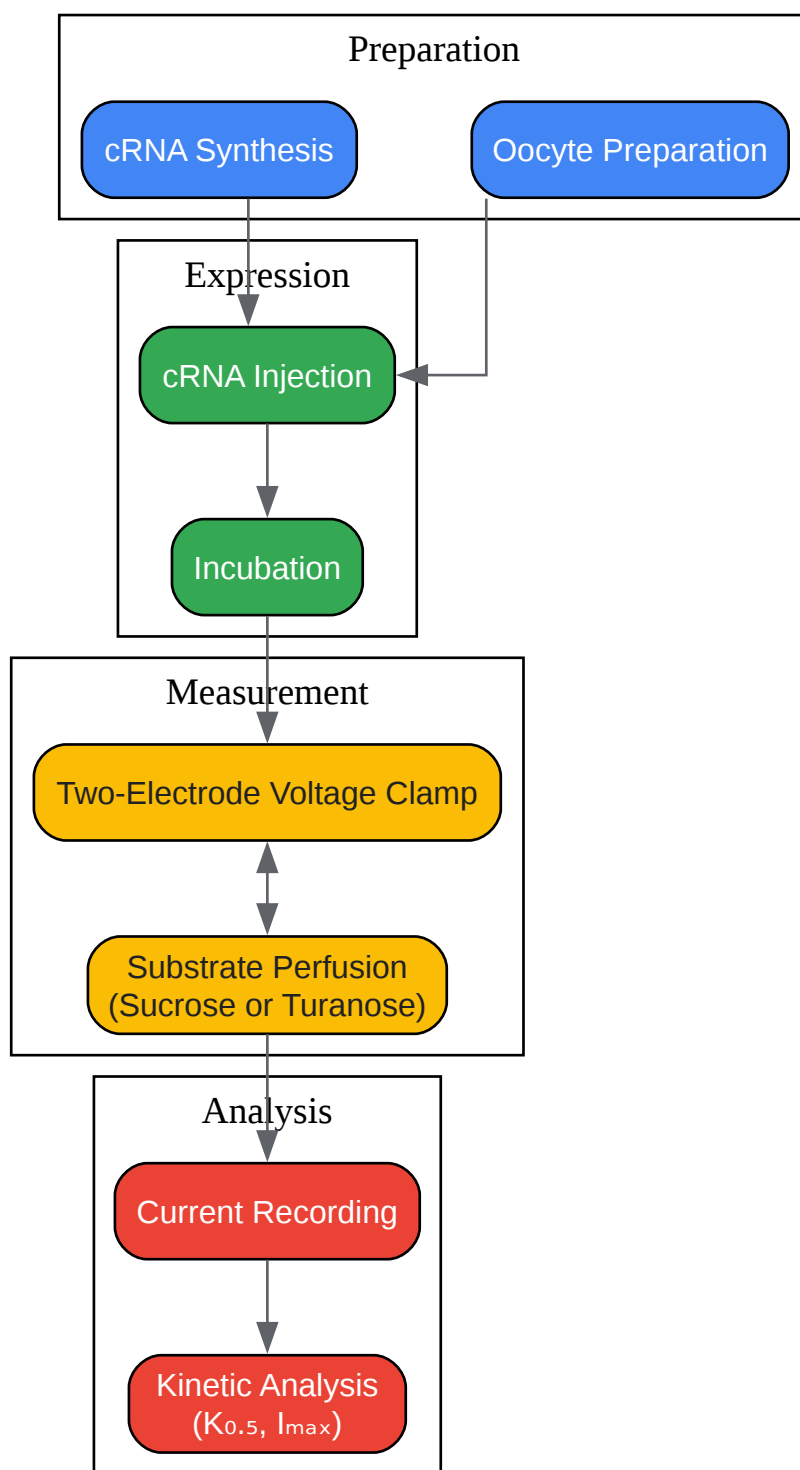 Preparation
cRNA Synthesis
Oocyte Preparation
Expression
cRNA Injection
Incubation
Measurement
Two-Electrode Voltage Clamp
Substrate Perfusion
(Sucrose or Turanose)
Analysis
Current Recording
Kinetic Analysis
(K₀.₅, Iₘₐₓ)